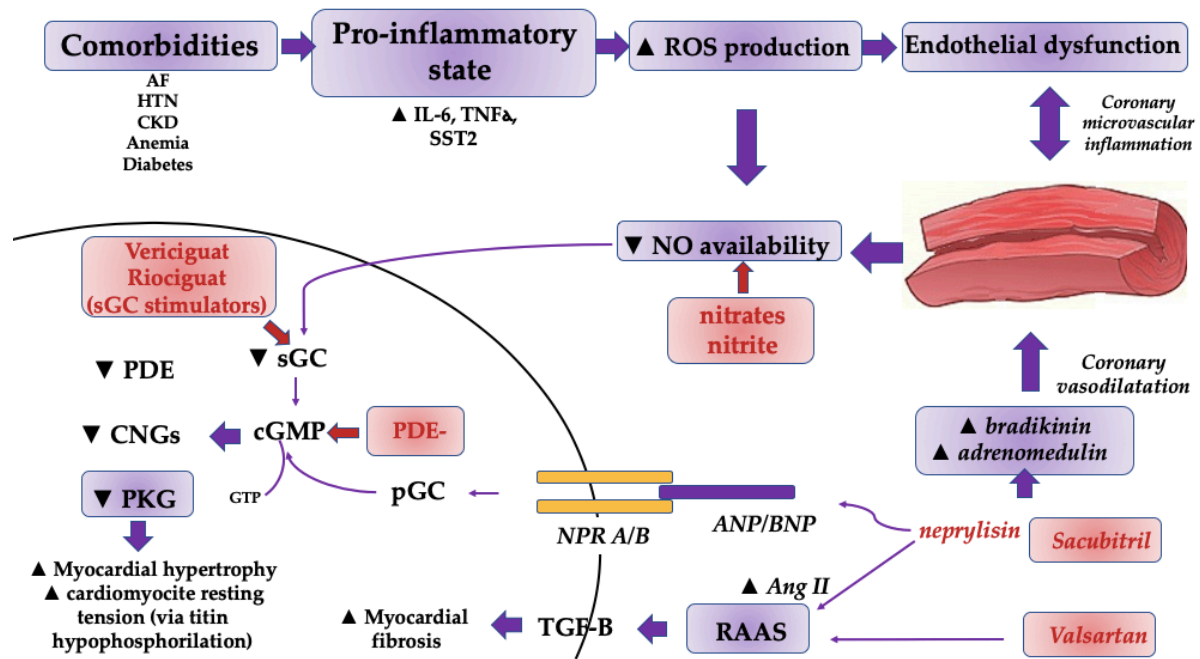 Comorbidities
AF
HTN
CKD
Anemia
Diabetes
Pro-inflammatory
state
▲ IL-6, TNFa,
SST2
▲ ROS production
Endothelial dysfunction
Coronary
microvascular
inflammation
▼ NO availability
nitrates
nitrite
Vericiguat
Riociguat
(sGC stimulators)
▼ sGC
▼ PDE
▼ CNGs
cGMP
PDE-
▼ PKG
GTP
pGC
NPR A/B
ANP/BNP
Coronary
vasodilatation
▲ bradikinin
▲ adrenomedulin
neprylisin
Sacubitril
▲ Myocardial hypertrophy
▲ cardiomyocite resting
tension (via titin
hypophosphorilation)
▲ Myocardial
fibrosis
TGF-B
▲ Ang II
RAAS
Valsartan